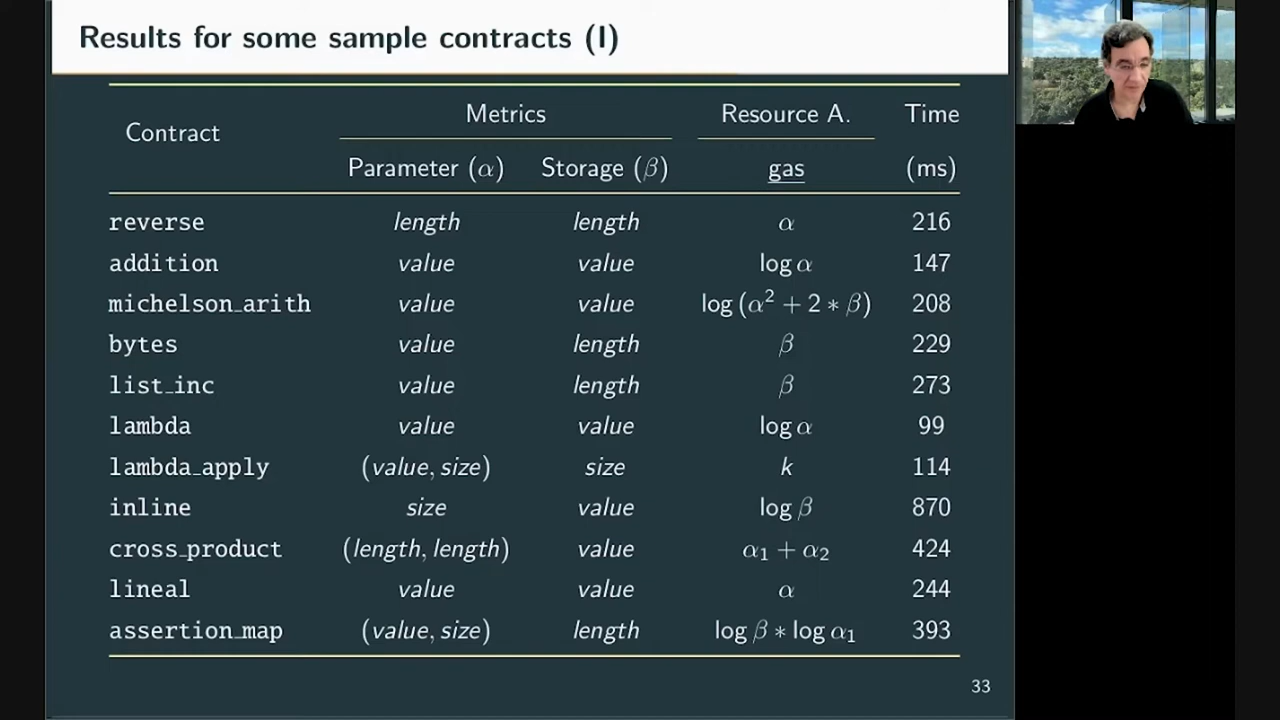 Results for some sample contracts (I)
Contract Metrics Resource A. Time
Parameter (α) Storage (β) gas (ms)
reverse length length α 216
addition value value log α 147
michelson_arith value value log (α² + 2 ∗ β) 208
bytes value length β 229
list_inc value length β 273
lambda value value log α 99
lambda_apply (value, size) size k 114
inline size value log β 870
cross_product (length, length) value α₁ + α₂ 424
lineal value value α 244
assertion_map (value, size) length log β ∗ log α₁ 393
33